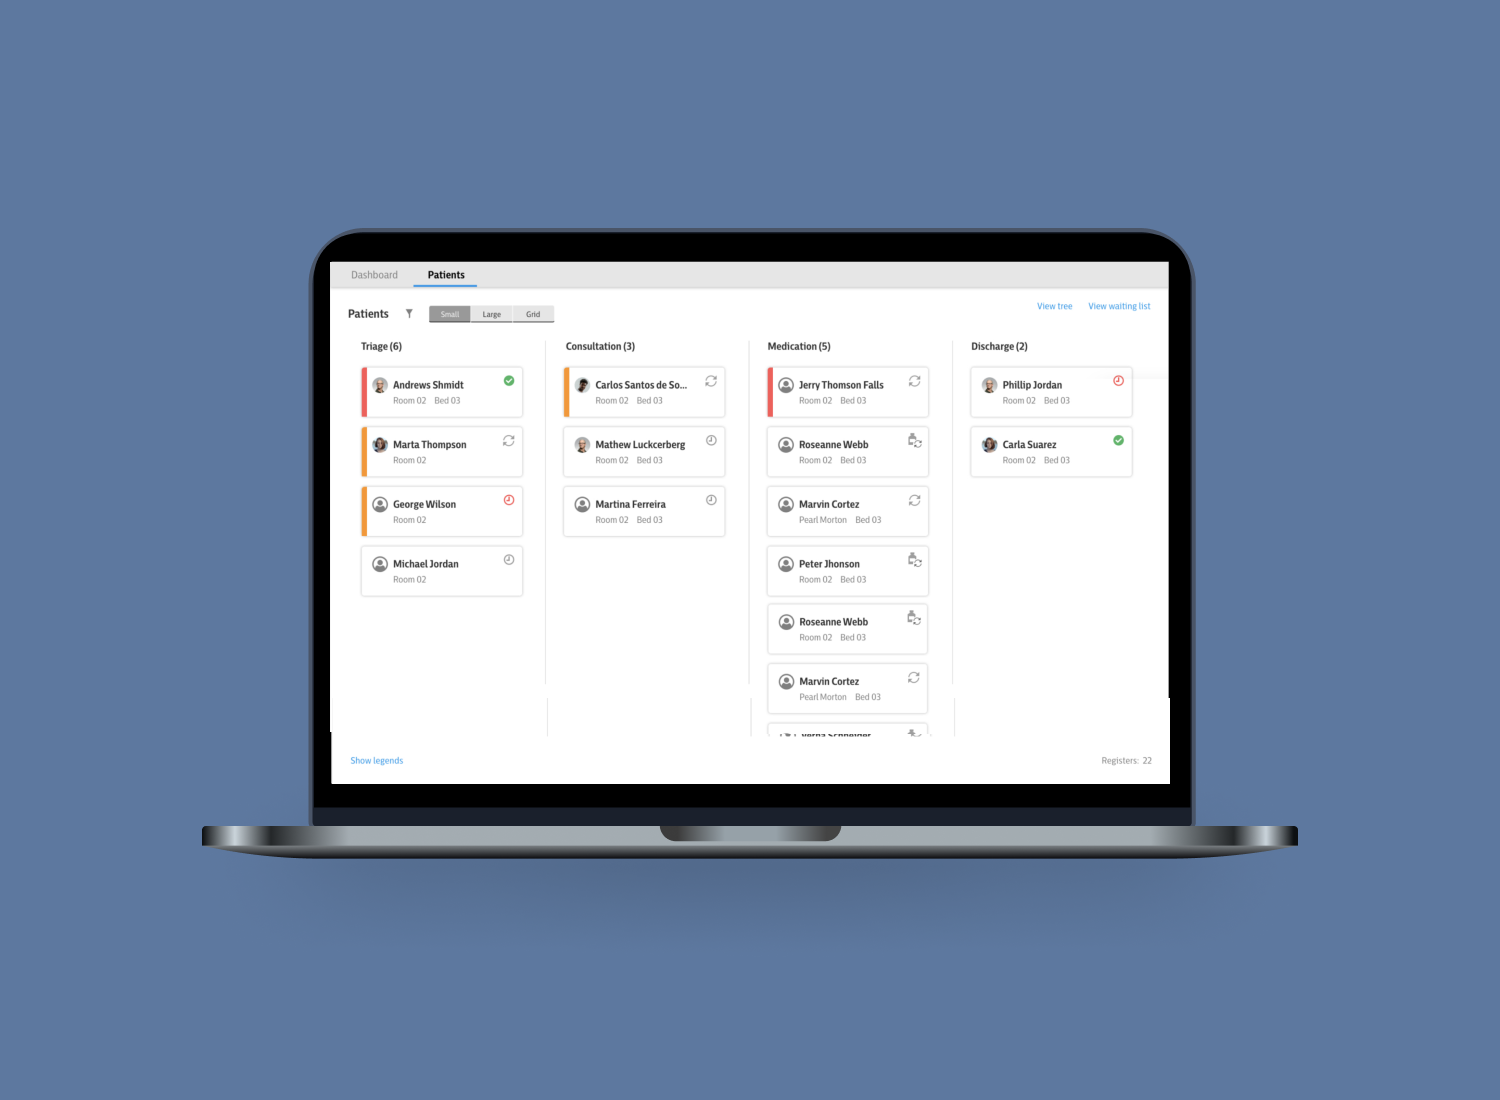 Dashboard Patients
Patients Small Large Grid View tree View waiting list
Triage (6)
Andrews Shmidt
Room 02 Bed 03
Marta Thompson
Room 02
George Wilson
Room 02
Michael Jordan
Room 02
Consultation (3)
Carlos Santos de So...
Room 02 Bed 03
Mathew Luckcerberg
Room 02 Bed 03
Martina Ferreira
Room 02 Bed 03
Medication (5)
Jerry Thomson Falls
Room 02 Bed 03
Roseanne Webb
Room 02 Bed 03
Marvin Cortez
Pearl Morton Bed 03
Peter Jhonson
Room 02 Bed 03
Roseanne Webb
Room 02 Bed 03
Marvin Cortez
Pearl Morton Bed 03
Verna Schneider
Discharge (2)
Phillip Jordan
Room 02 Bed 03
Carla Suarez
Room 02 Bed 03
Show legends
Registers: 22